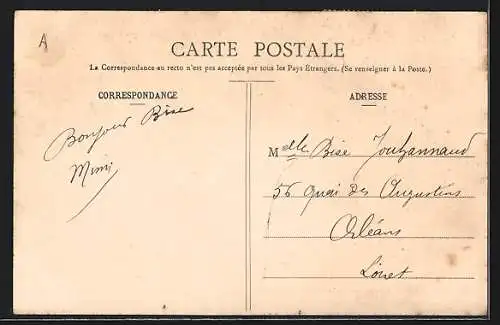 A
CARTE POSTALE
La Correspondance au recto n'est pas acceptée par tous les Pays Etrangers. (Se renseigner à la Poste.)
CORRESPONDANCE
Bonjour Bise
Mimi
ADRESSE
Melle Bise Jouhannaud
56 Quai des Augustins
Orléans
Loiret